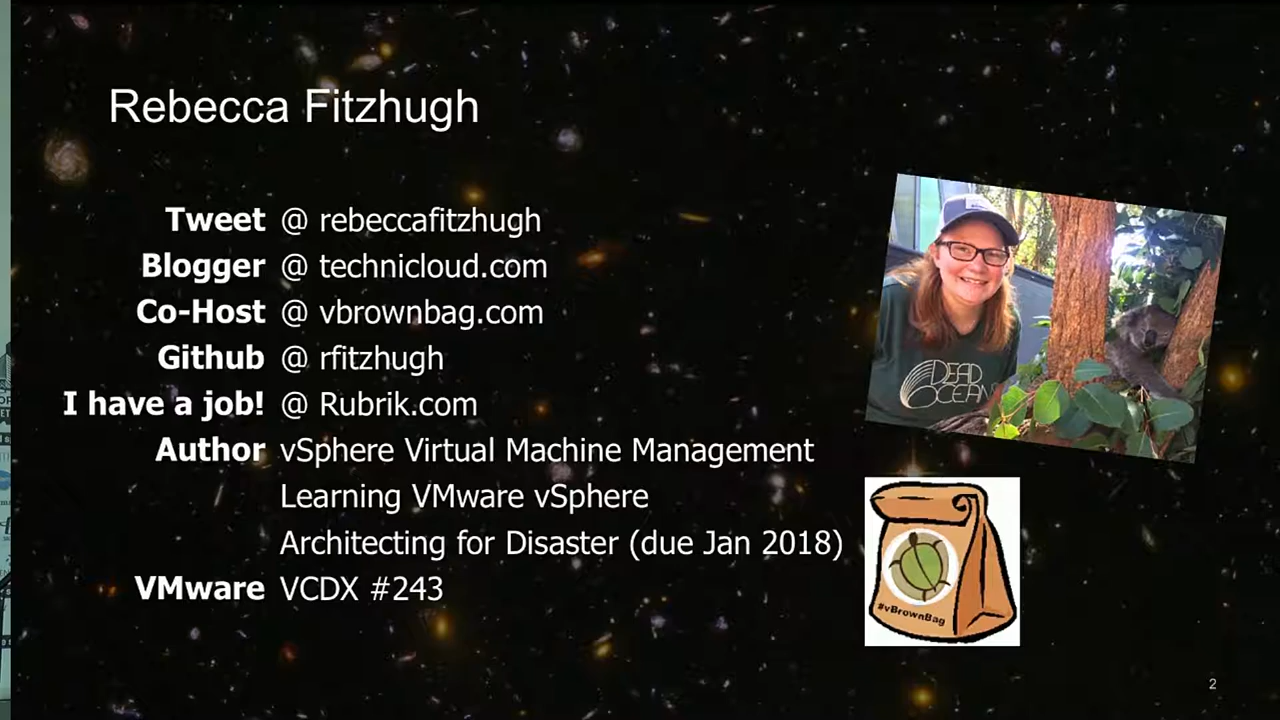 Rebecca Fitzhugh
Tweet @ rebeccafitzhugh
Blogger @ technicloud.com
Co-Host @ vbrownbag.com
Github @ rfitzhugh
I have a job! @ Rubrik.com
Author vSphere Virtual Machine Management
Learning VMware vSphere
Architecting for Disaster (due Jan 2018)
VMware VCDX #243
DEAD
OCEAN
#vBrownBag
2